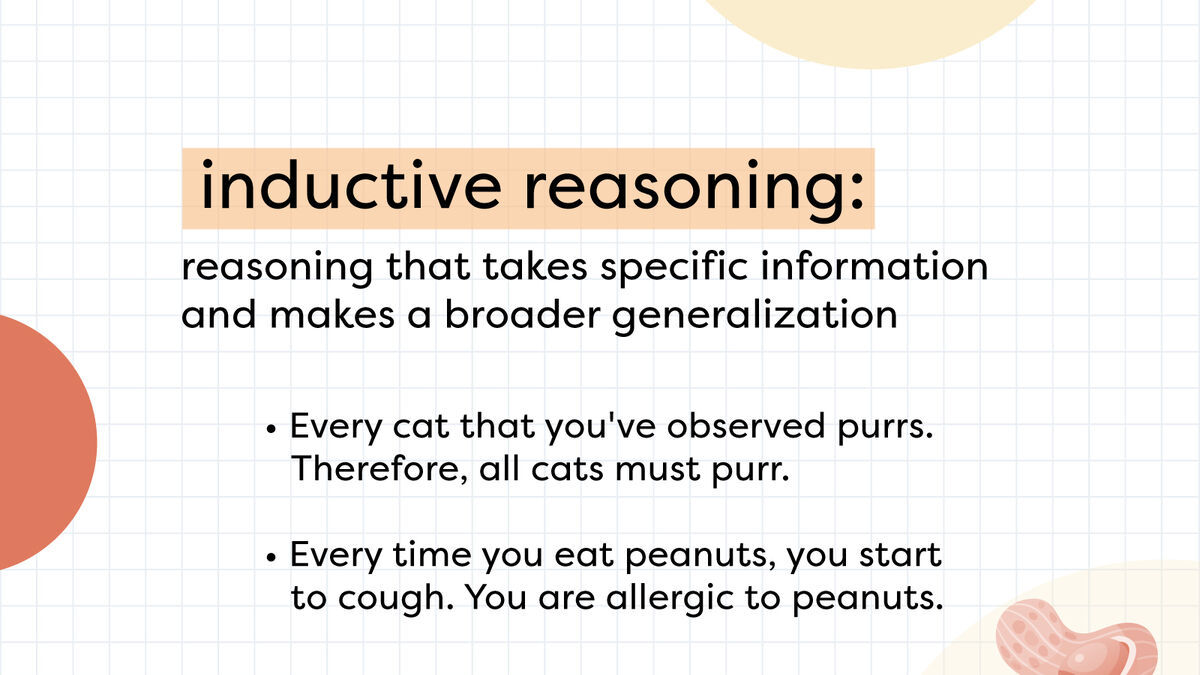 inductive reasoning:
reasoning that takes specific information
and makes a broader generalization
• Every cat that you've observed purrs.
Therefore, all cats must purr.
• Every time you eat peanuts, you start
to cough. You are allergic to peanuts.